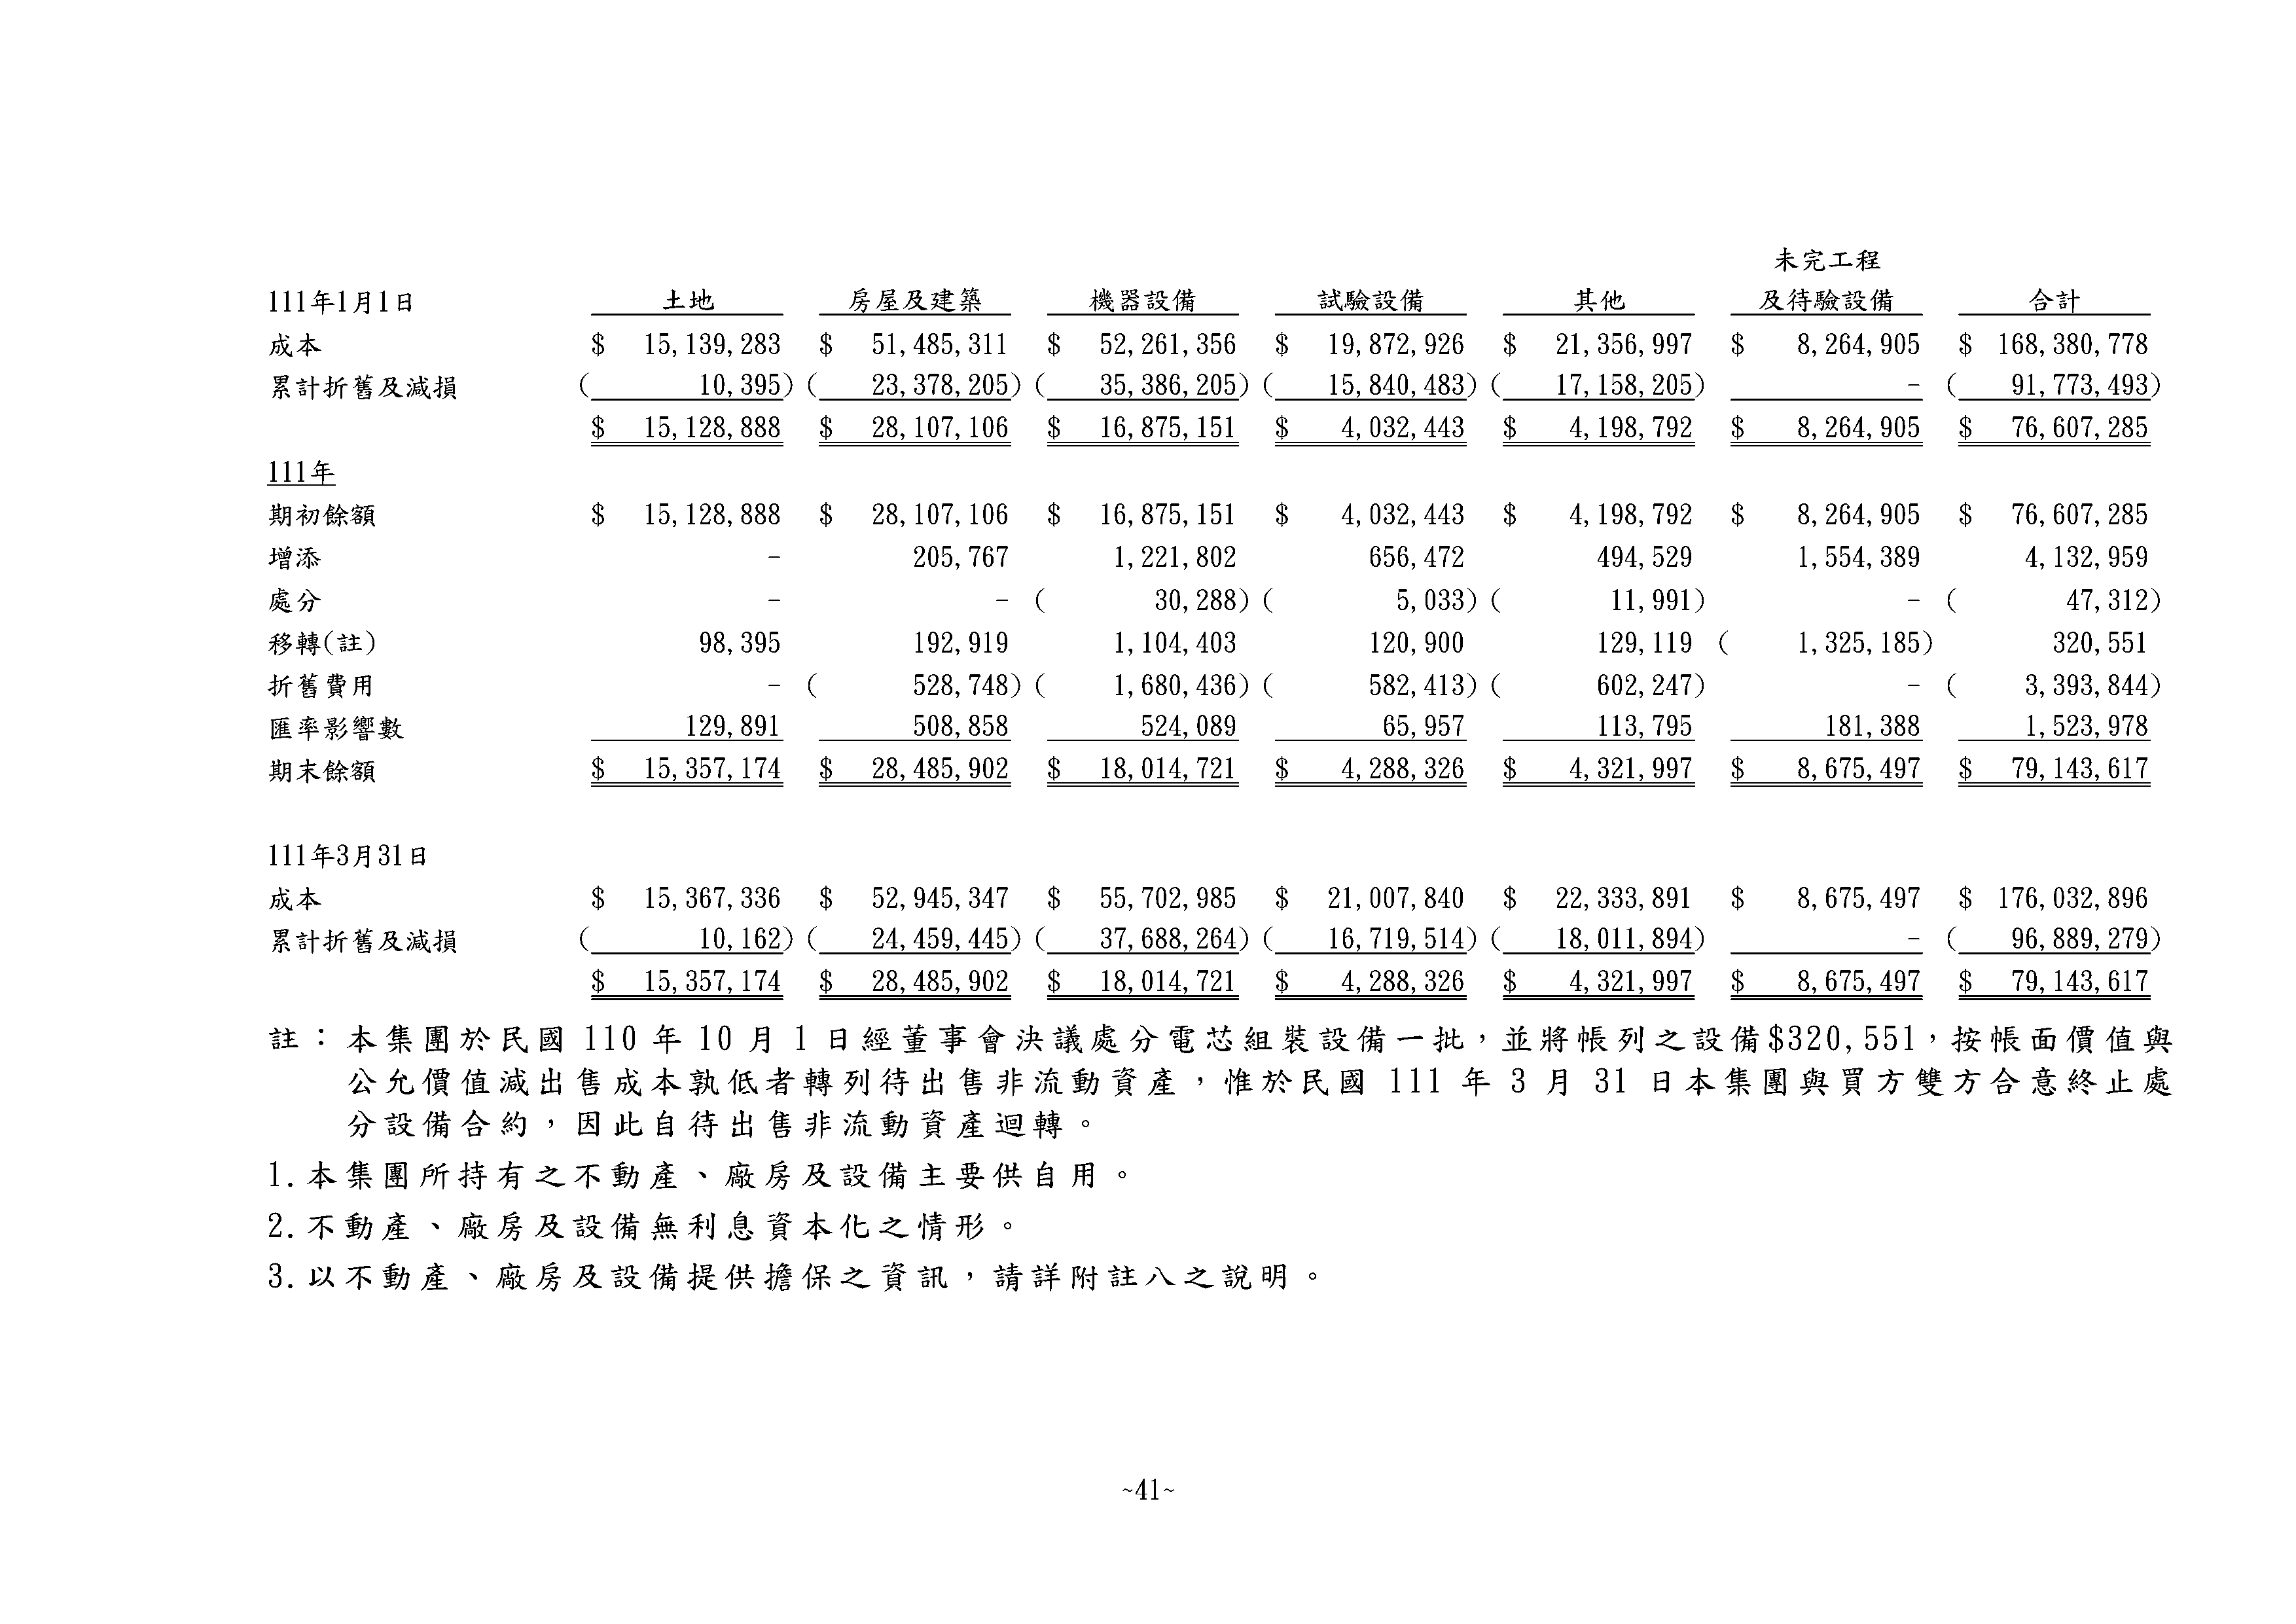 未完工程
111年1月1日 土地 房屋及建築 機器設備 試驗設備 其他 及待驗設備 合計
成本 $ 15,139,283 $ 51,485,311 $ 52,261,356 $ 19,872,926 $ 21,356,997 $ 8,264,905 $ 168,380,778
累計折舊及減損 ( 10,395) ( 23,378,205) ( 35,386,205) ( 15,840,483) ( 17,158,205) - ( 91,773,493)
$ 15,128,888 $ 28,107,106 $ 16,875,151 $ 4,032,443 $ 4,198,792 $ 8,264,905 $ 76,607,285
111年
期初餘額 $ 15,128,888 $ 28,107,106 $ 16,875,151 $ 4,032,443 $ 4,198,792 $ 8,264,905 $ 76,607,285
增添 - 205,767 1,221,802 656,472 494,529 1,554,389 4,132,959
處分 - - ( 30,288) ( 5,033) ( 11,991) - ( 47,312)
移轉(註) 98,395 192,919 1,104,403 120,900 129,119 ( 1,325,185) 320,551
折舊費用 - ( 528,748) ( 1,680,436) ( 582,413) ( 602,247) - ( 3,393,844)
匯率影響數 129,891 508,858 524,089 65,957 113,795 181,388 1,523,978
期末餘額 $ 15,357,174 $ 28,485,902 $ 18,014,721 $ 4,288,326 $ 4,321,997 $ 8,675,497 $ 79,143,617
111年3月31日
成本 $ 15,367,336 $ 52,945,347 $ 55,702,985 $ 21,007,840 $ 22,333,891 $ 8,675,497 $ 176,032,896
累計折舊及減損 ( 10,162) ( 24,459,445) ( 37,688,264) ( 16,719,514) ( 18,011,894) - ( 96,889,279)
$ 15,357,174 $ 28,485,902 $ 18,014,721 $ 4,288,326 $ 4,321,997 $ 8,675,497 $ 79,143,617
註：本集團於民國 110 年 10 月 1 日經董事會決議處分電芯組裝設備一批，並將帳列之設備$320,551，按帳面價值與
公允價值減出售成本孰低者轉列待出售非流動資產，惟於民國 111 年 3 月 31 日本集團與買方雙方合意終止處
分設備合約，因此自待出售非流動資產迴轉。
1.本集團所持有之不動產、廠房及設備主要供自用。
2.不動產、廠房及設備無利息資本化之情形。
3.以不動產、廠房及設備提供擔保之資訊，請詳附註八之說明。
~41~